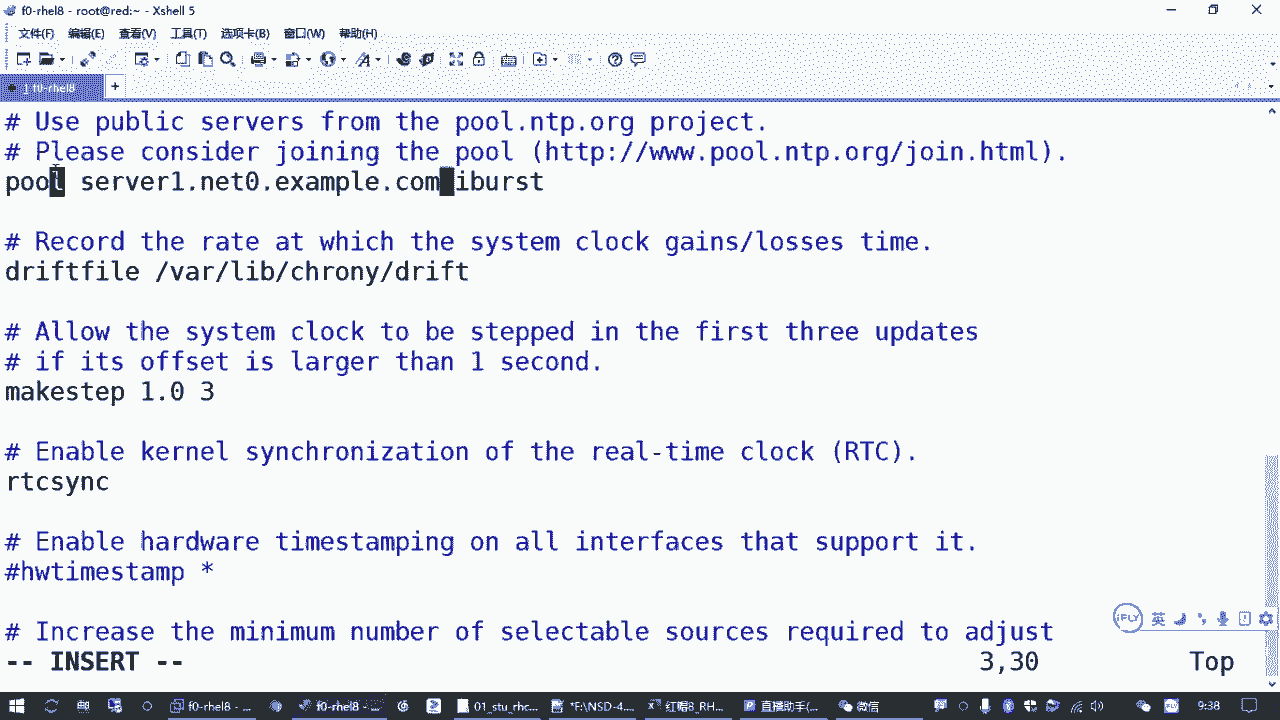 f0-rhel8 - root@red:~ - Xshell 5
文件(F) 编辑(E) 查看(V) 工具(T) 选项卡(B) 窗口(W) 帮助(H)
1 f0-rhel8 +
# Use public servers from the pool.ntp.org project.
# Please consider joining the pool (http://www.pool.ntp.org/join.html).
pool server1.net0.example.com iburst
# Record the rate at which the system clock gains/losses time.
driftfile /var/lib/chrony/drift
# Allow the system clock to be stepped in the first three updates
# if its offset is larger than 1 second.
makestep 1.0 3
# Enable kernel synchronization of the real-time clock (RTC).
rtcsync
# Enable hardware timestamping on all interfaces that support it.
#hwtimestamp *
iFLY 英
# Increase the minimum number of selectable sources required to adjust
-- INSERT -- 3,30 Top
f0-rhel8 - ... f0-rhel8 - ... 01_stu_rhc... *F:\NSD-4... 红帽8_RH... 直播助手(... 微信 9:38